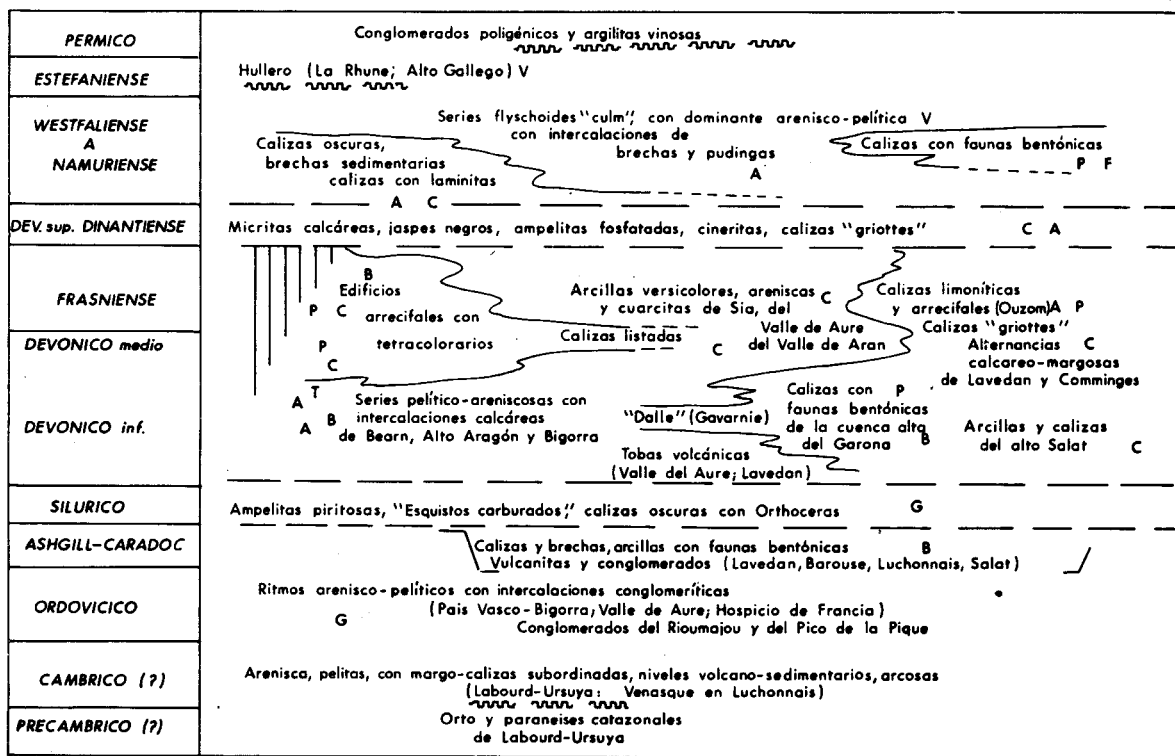 PERMICO
Conglomerados poligénicos y argilitas vinosas
ESTEFANIENSE
Hullero (La Rhune; Alto Gallego) V
WESTFALIENSE
A
NAMURIENSE
Series flyschoides "culm", con dominante arenisco-pelítica V
con intercalaciones de
brechas y pudingas
A
Calizas oscuras,
brechas sedimentarias
calizas con laminitas
A C
Calizas con faunas bentónicas
P F
DEV. sup. DINANTIENSE
Micritas calcáreas, jaspes negros, ampelitas fosfatadas, cineritas, calizas "griottes" C A
FRASNIENSE
B
Edificios
P C arrecifales con
P tetracolorarios
C
Arcillas versicolores, areniscas C
y cuarcitas de Sia, del
Valle de Aure
del Valle de Aran
Calizas listadas
C
Calizas limoníticas
y arrecifales (Ouzom) A P
Calizas "griottes"
Alternancias C
calcareo-margosas
de Lavedan y Comminges
DEVONICO medio
DEVONICO inf.
T
A Series pelítico-areniscosas con
B intercalaciones calcáreas
A de Bearn, Alto Aragón y Bigorra
"Dalle" (Gavarnie)
Tobas volcánicas
(Valle del Aure; Lavedan)
Calizas con P
faunas bentónicas
de la cuenca alta
del Garona B
Arcillas y calizas
del alto Salat C
SILURICO
Ampelitas piritosas, "Esquistos carburados," calizas oscuras con Orthoceras G
ASHGILL-CARADOC
Calizas y brechas, arcillas con faunas bentónicas B
Vulcanitas y conglomerados (Lavedan, Barouse, Luchonnais, Salat)
ORDOVICICO
Ritmos arenisco-pelíticos con intercalaciones conglomeríticas
(Pais Vasco-Bigorra; Valle de Aure; Hospicio de Francia)
G
Conglomerados del Rioumajou y del Pico de la Pique
CAMBRICO (?)
Arenisca, pelitas, con margo-calizas subordinadas, niveles volcano-sedimentarios, arcosas
(Labourd-Ursuya: Venasque en Luchonnais)
PRECAMBRICO (?)
Orto y paraneises catazonales
de Labourd-Ursuya